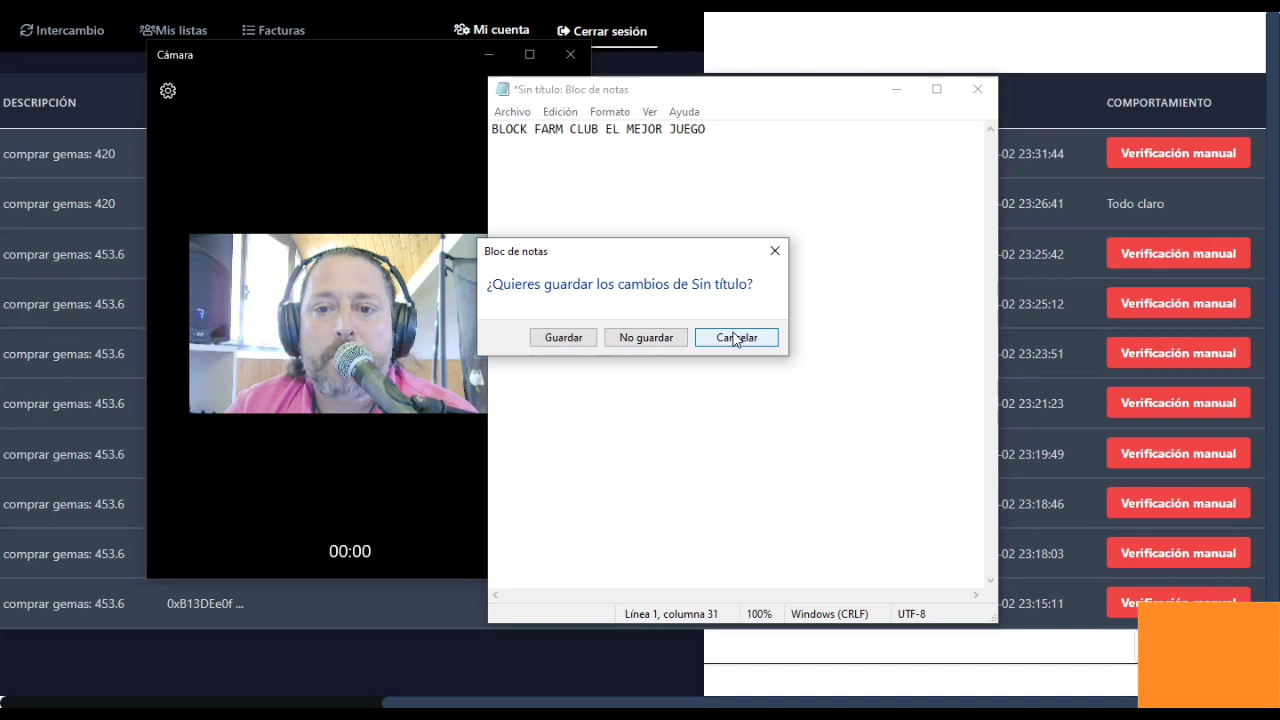 Intercambio
Mis listas
Facturas
Mi cuenta
Cerrar sesión
Cámara
*Sin título: Bloc de notas
Archivo Edición Formato Ver Ayuda
BLOCK FARM CLUB EL MEJOR JUEGO
DESCRIPCIÓN
COMPORTAMIENTO
comprar gemas: 420
-02 23:31:44
Verificación manual
comprar gemas: 420
-02 23:26:41
Todo claro
comprar gemas: 453.6
-02 23:25:42
Verificación manual
comprar gemas: 453.6
-02 23:25:12
Verificación manual
comprar gemas: 453.6
-02 23:23:51
Verificación manual
comprar gemas: 453.6
-02 23:21:23
Verificación manual
comprar gemas: 453.6
-02 23:19:49
Verificación manual
comprar gemas: 453.6
-02 23:18:46
Verificación manual
comprar gemas: 453.6
-02 23:18:03
Verificación manual
comprar gemas: 453.6
0xB13DEe0f ...
-02 23:15:11
Verificación manual
Bloc de notas
¿Quieres guardar los cambios de Sin título?
Guardar
No guardar
Cancelar
00:00
Línea 1, columna 31
100%
Windows (CRLF)
UTF-8